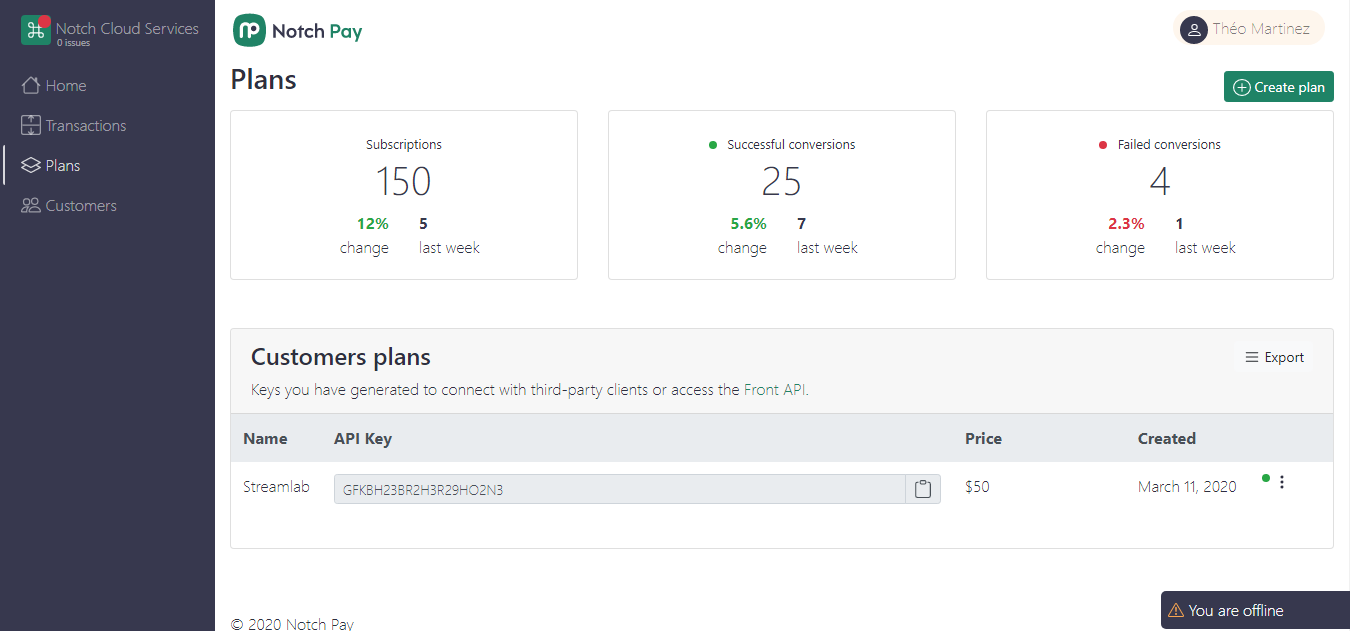 Notch Cloud Services
0 issues
Home
Transactions
Plans
Customers
Notch Pay
Théo Martinez
Plans
Create plan
Subscriptions
150
12% 5
change last week
Successful conversions
25
5.6% 7
change last week
Failed conversions
4
2.3% 1
change last week
Customers plans
Export
Keys you have generated to connect with third-party clients or access the Front API.
Name API Key Price Created
Streamlab GFKBH23BR2H3R29HO2N3 $50 March 11, 2020
You are offline
© 2020 Notch Pay